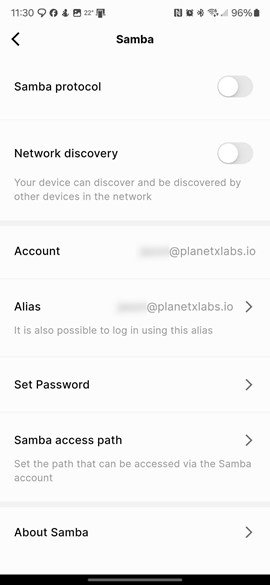 11:30 22° 96%
Samba
Samba protocol
Network discovery
Your device can discover and be discovered by
other devices in the network
Account @planetxlabs.io
Alias @planetxlabs.io
It is also possible to log in using this alias
Set Password
Samba access path
Set the path that can be accessed via the Samba
account
About Samba